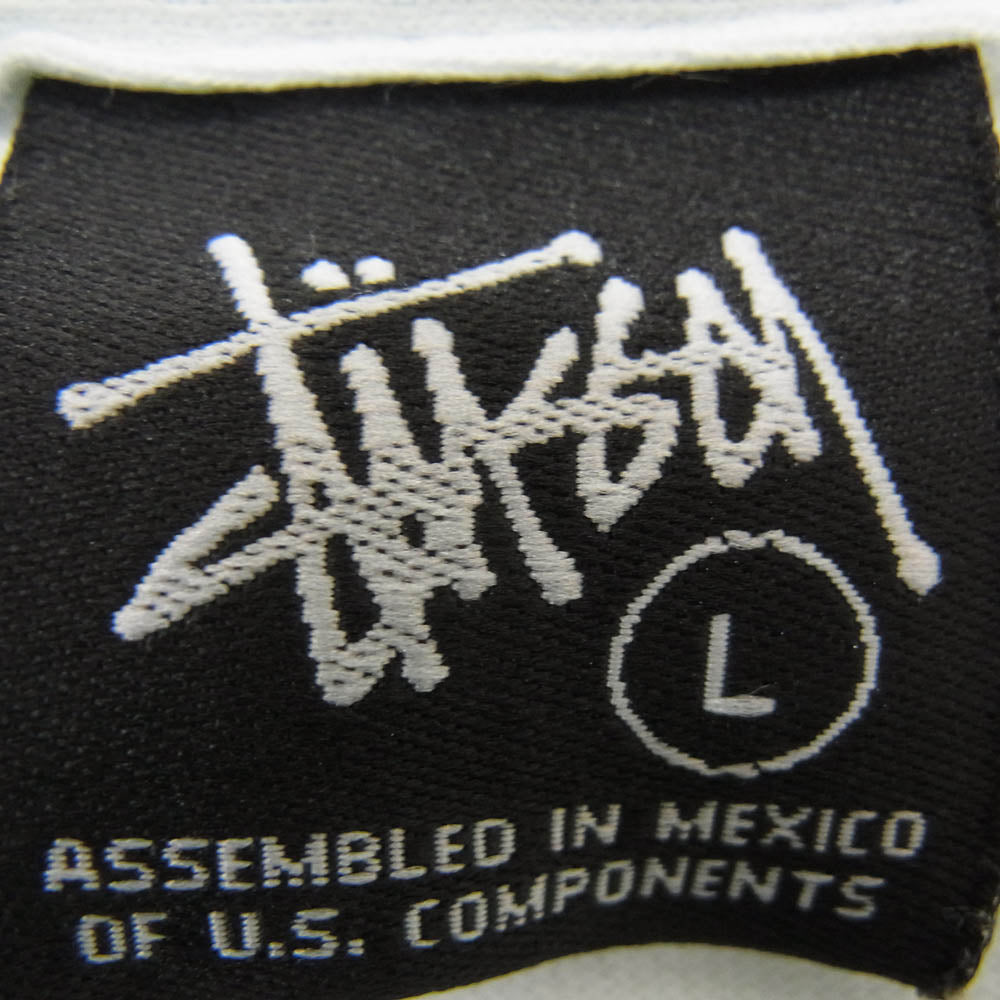 Stüssy
L
ASSEMBLED IN MEXICO
OF U.S. COMPONENTS